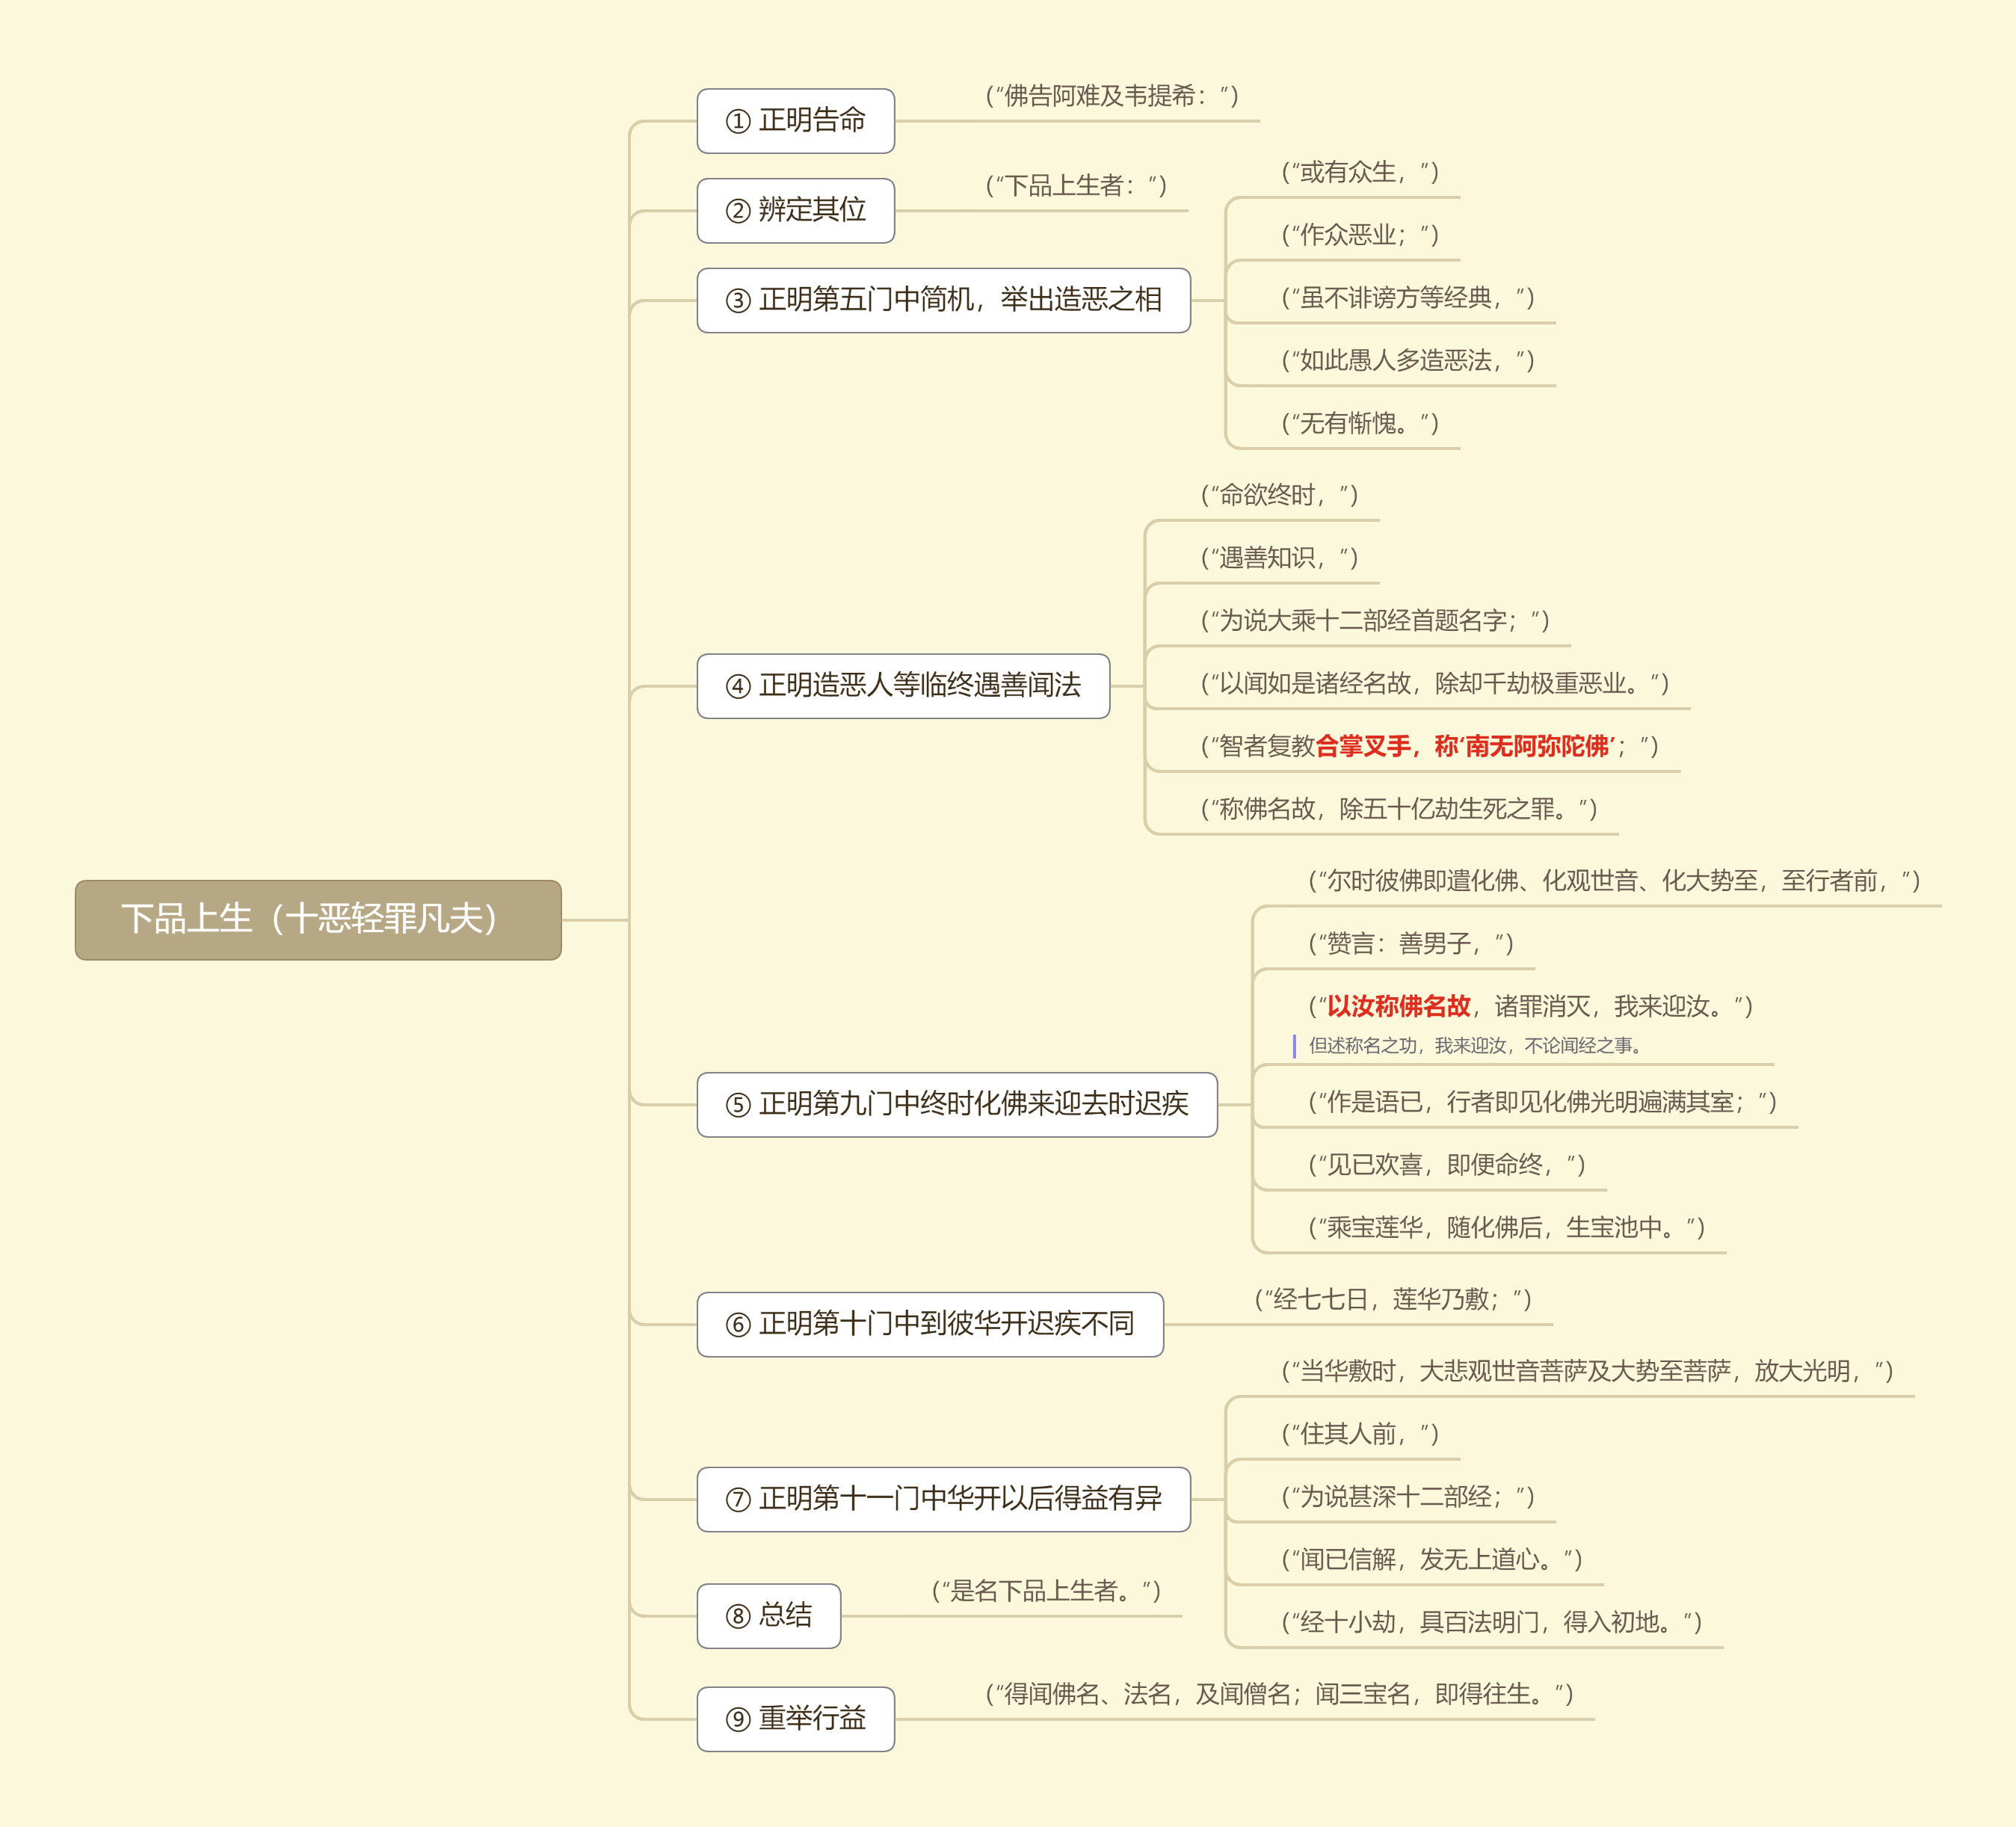 下品上生（十恶轻罪凡夫）
① 正明告命
（“佛告阿难及韦提希：”）
② 辨定其位
（“下品上生者：”）
③ 正明第五门中简机，举出造恶之相
（“或有众生，”）
（“作众恶业；”）
（“虽不诽谤方等经典，”）
（“如此愚人多造恶法，”）
（“无有惭愧。”）
④ 正明造恶人等临终遇善闻法
（“命欲终时，”）
（“遇善知识，”）
（“为说大乘十二部经首题名字；”）
（“以闻如是诸经名故，除却千劫极重恶业。”）
（“智者复教合掌叉手，称‘南无阿弥陀佛’；”）
（“称佛名故，除五十亿劫生死之罪。”）
⑤ 正明第九门中终时化佛来迎去时迟疾
（“尔时彼佛即遣化佛、化观世音、化大势至，至行者前，”）
（“赞言：善男子，”）
（“以汝称佛名故，诸罪消灭，我来迎汝。”）
但述称名之功，我来迎汝，不论闻经之事。
（“作是语已，行者即见化佛光明遍满其室；”）
（“见已欢喜，即便命终，”）
（“乘宝莲华，随化佛后，生宝池中。”）
⑥ 正明第十门中到彼华开迟疾不同
（“经七七日，莲华乃敷；”）
⑦ 正明第十一门中华开以后得益有异
（“当华敷时，大悲观世音菩萨及大势至菩萨，放大光明，”）
（“住其人前，”）
（“为说甚深十二部经；”）
（“闻已信解，发无上道心。”）
（“经十小劫，具百法明门，得入初地。”）
⑧ 总结
（“是名下品上生者。”）
⑨ 重举行益
（“得闻佛名、法名，及闻僧名；闻三宝名，即得往生。”）